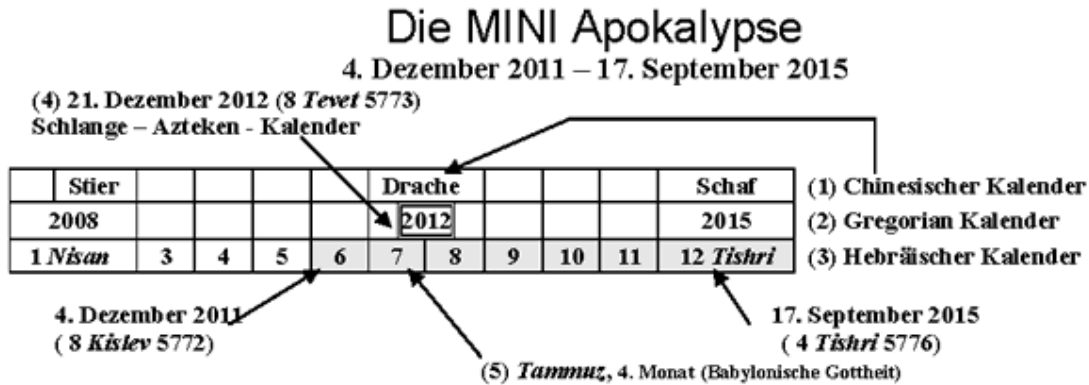 Die MINI Apokalypse
4. Dezember 2011 – 17. September 2015
(4) 21. Dezember 2012 (8 Tevet 5773)
Schlange – Azteken - Kalender
Stier Drache Schaf (1) Chinesischer Kalender
2008 2012 2015 (2) Gregorian Kalender
1 Nisan 3 4 5 6 7 8 9 10 11 12 Tishri (3) Hebräischer Kalender
4. Dezember 2011 17. September 2015
( 8 Kislev 5772) ( 4 Tishri 5776)
(5) Tammuz, 4. Monat (Babylonische Gottheit)